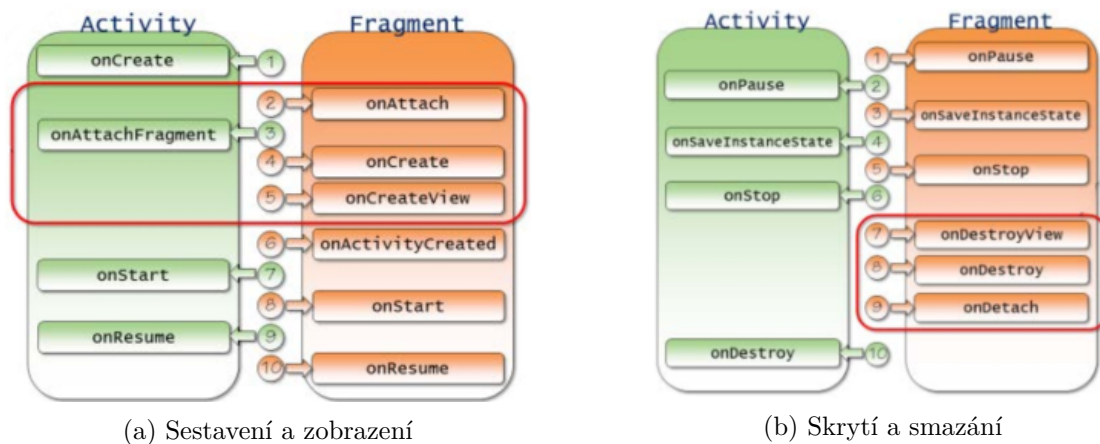 Activity
Fragment
onCreate
1
2
onAttach
onAttachFragment
3
4
onCreate
5
onCreateView
6
onActivityCreated
onStart
7
8
onStart
onResume
9
10
onResume
(a) Sestavení a zobrazení
Activity
Fragment
1
onPause
onPause
2
3
onSaveInstanceState
onSaveInstanceState
4
5
onStop
onStop
6
7
onDestroyView
8
onDestroy
9
onDetach
onDestroy
10
(b) Skrytí a smazání